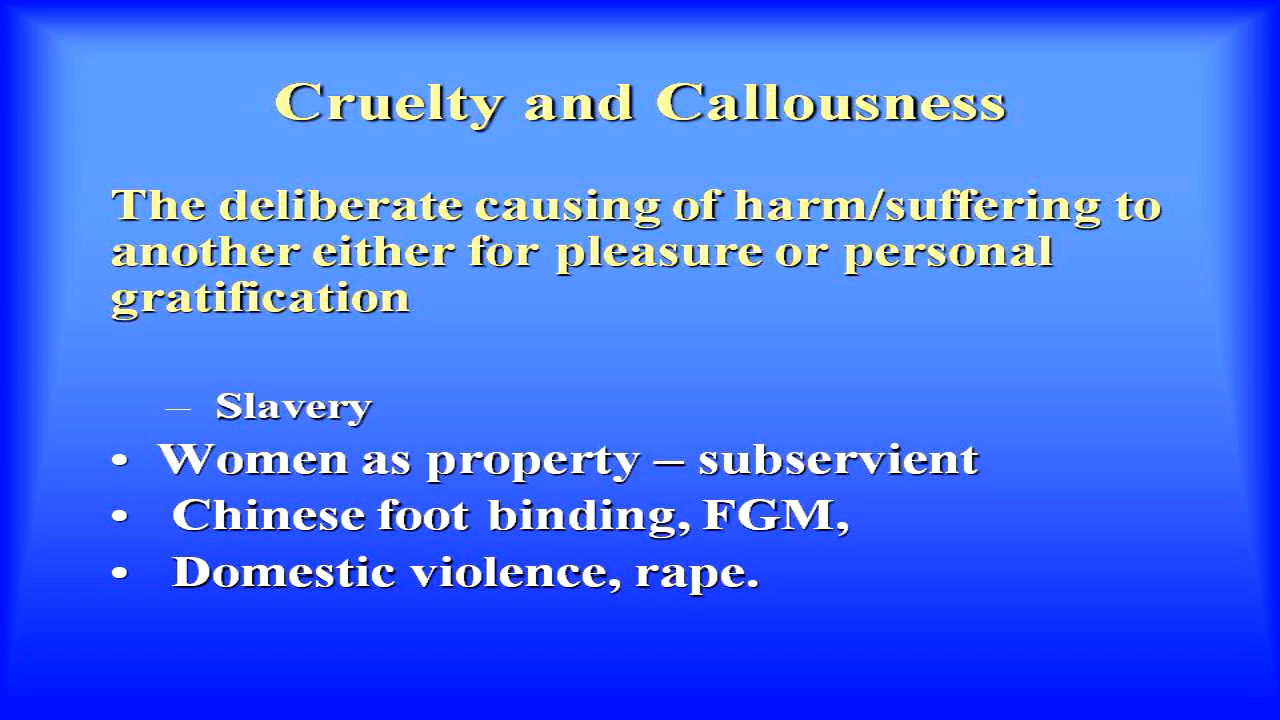 Cruelty and Callousness
The deliberate causing of harm/suffering to
another either for pleasure or personal
gratification
– Slavery
• Women as property – subservient
• Chinese foot binding, FGM,
• Domestic violence, rape.